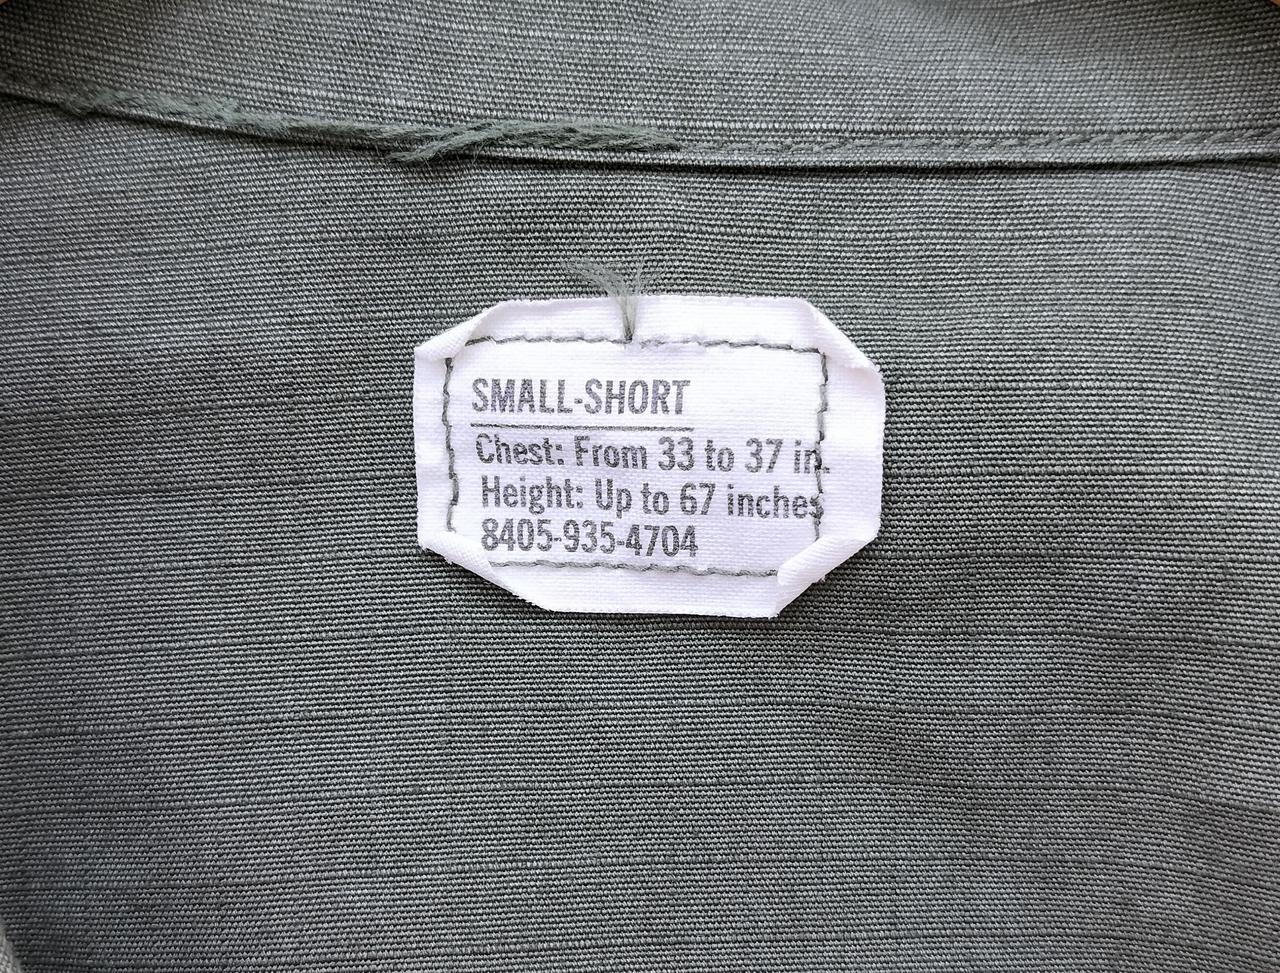 SMALL-SHORT
Chest: From 33 to 37 in.
Height: Up to 67 inches
8405-935-4704